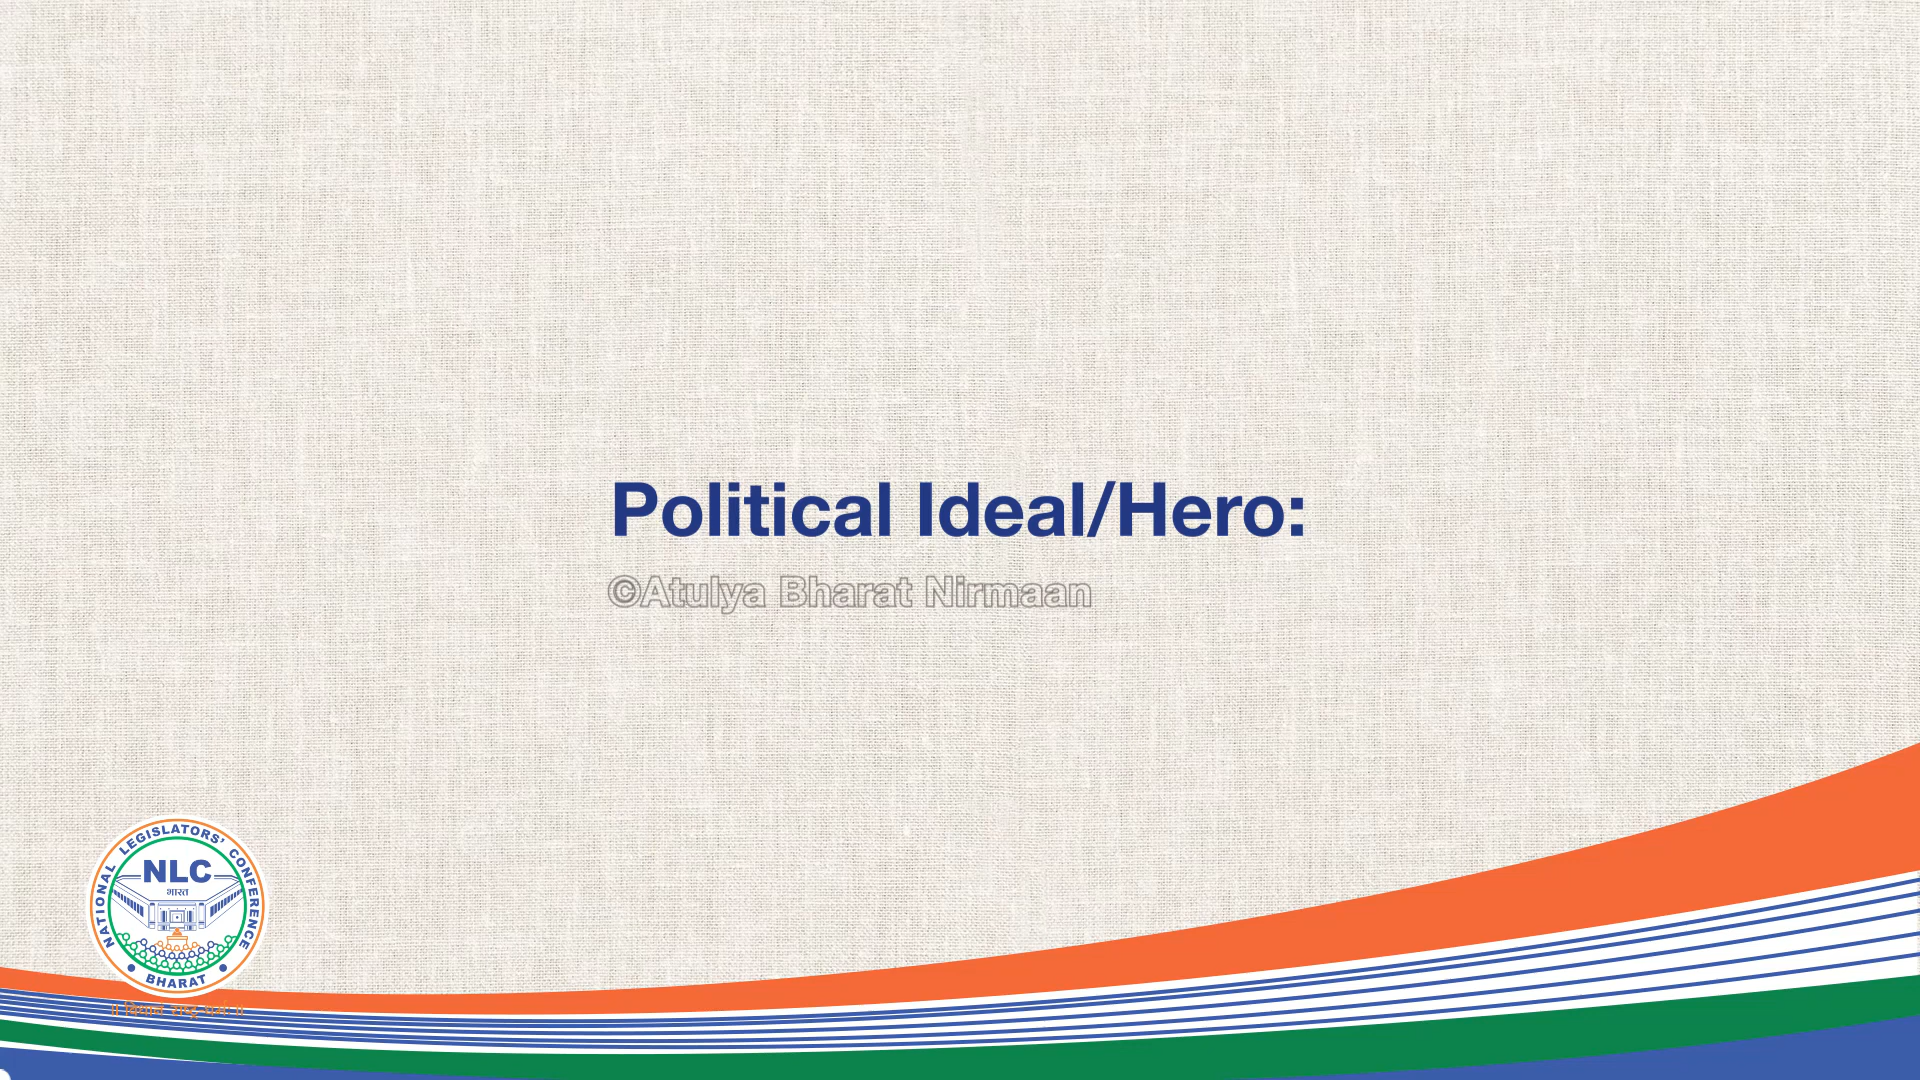 Political Ideal/Hero:
©Atulya Bharat Nirmaan
NATIONAL LEGISLATORS' CONFERENCE
NLC
भारत
BHARAT